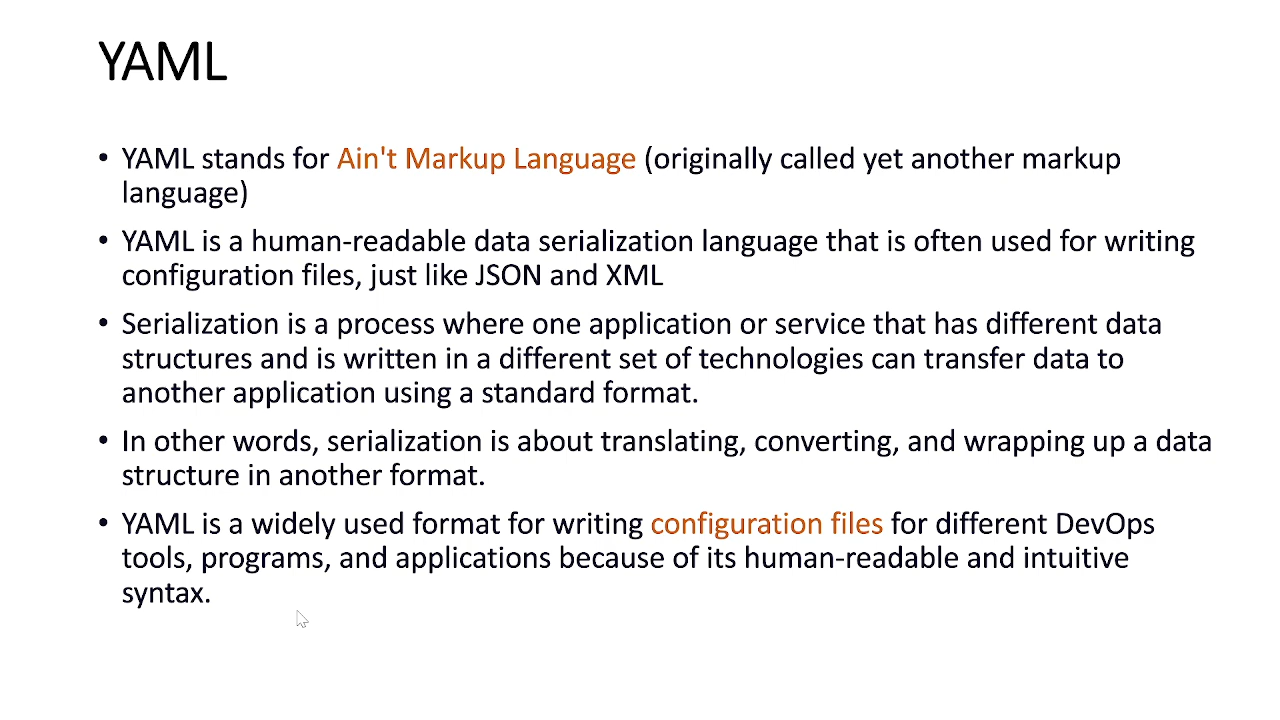 YAML
• YAML stands for Ain't Markup Language (originally called yet another markup
language)
• YAML is a human-readable data serialization language that is often used for writing
configuration files, just like JSON and XML
• Serialization is a process where one application or service that has different data
structures and is written in a different set of technologies can transfer data to
another application using a standard format.
• In other words, serialization is about translating, converting, and wrapping up a data
structure in another format.
• YAML is a widely used format for writing configuration files for different DevOps
tools, programs, and applications because of its human-readable and intuitive
syntax.